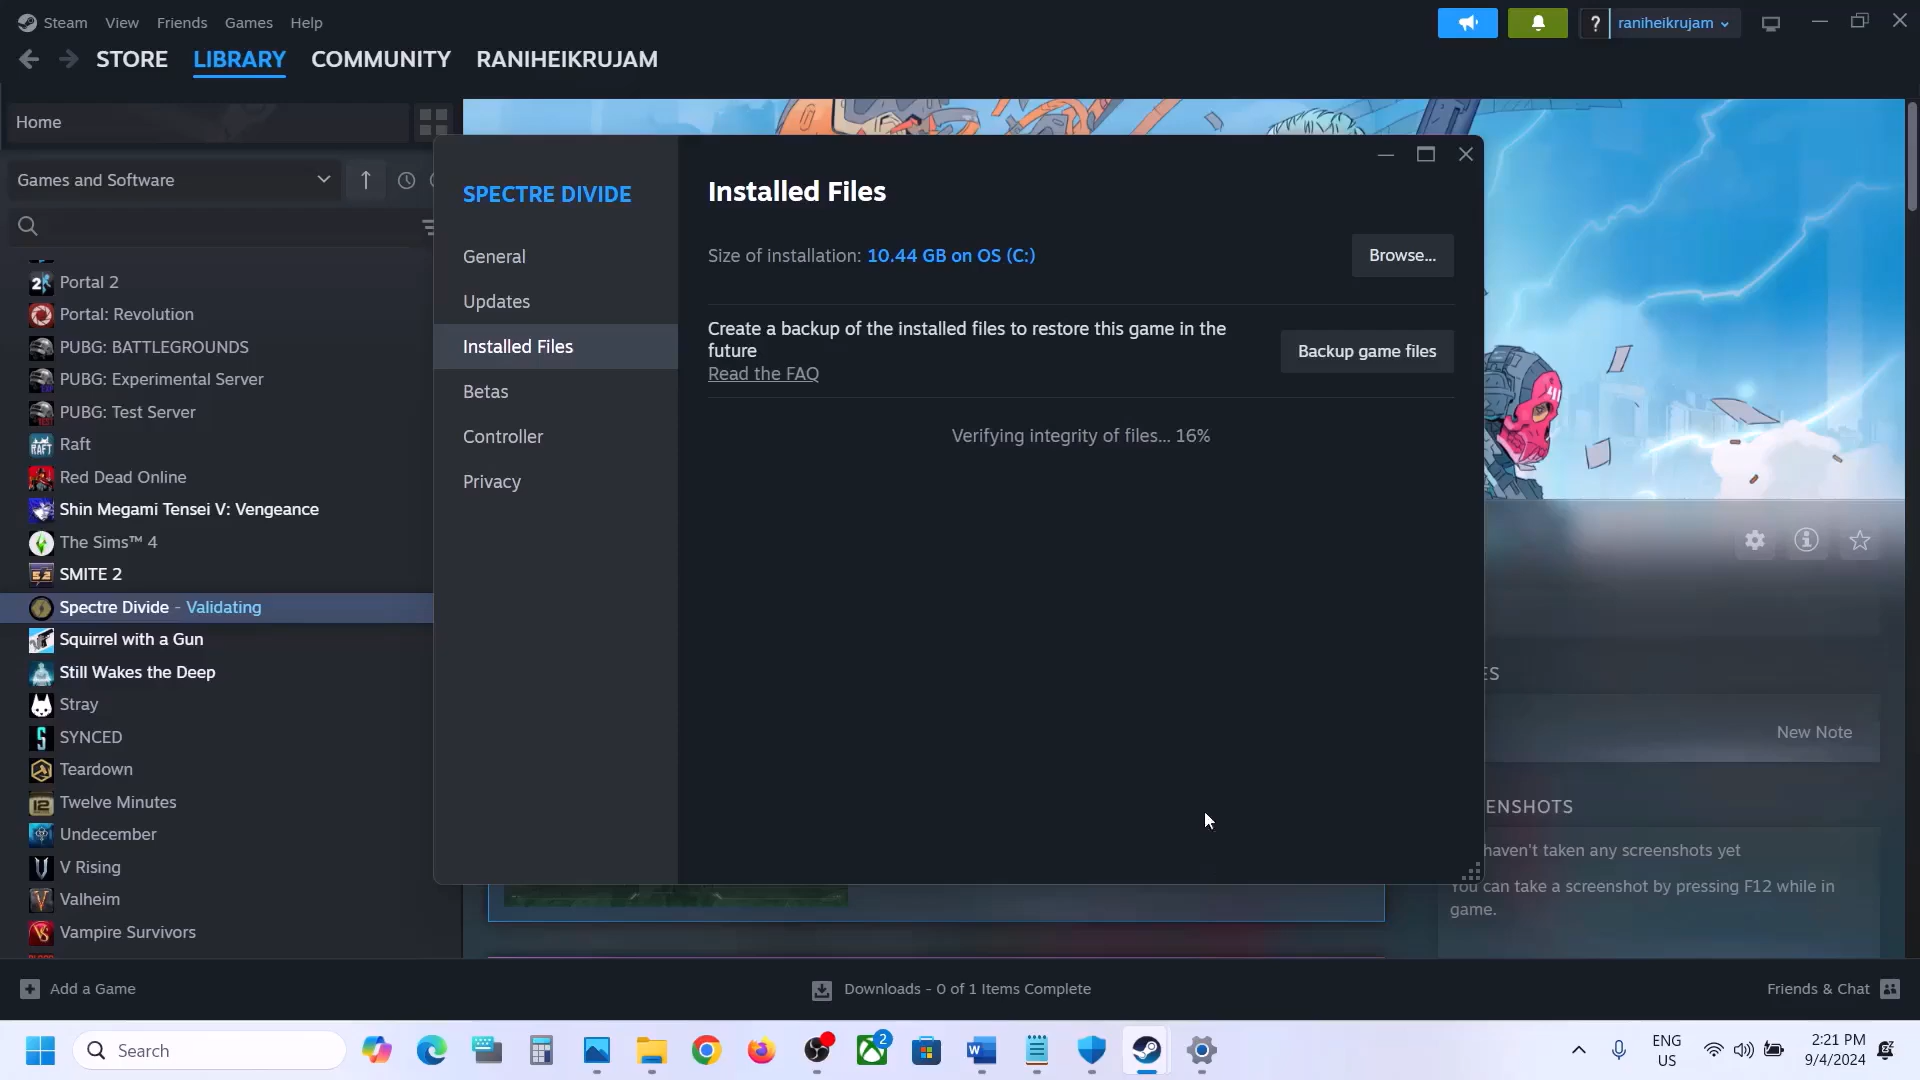 Steam View Friends Games Help
raniheikrujam
STORE LIBRARY COMMUNITY RANIHEIKRUJAM
Home
Games and Software
Portal 2
Portal: Revolution
PUBG: BATTLEGROUNDS
PUBG: Experimental Server
PUBG: Test Server
Raft
Red Dead Online
Shin Megami Tensei V: Vengeance
The Sims™ 4
SMITE 2
Spectre Divide - Validating
Squirrel with a Gun
Still Wakes the Deep
Stray
SYNCED
Teardown
Twelve Minutes
Undecember
V Rising
Valheim
Vampire Survivors
SPECTRE DIVIDE
General
Updates
Installed Files
Betas
Controller
Privacy
Installed Files
Size of installation: 10.44 GB on OS (C:)
Browse...
Create a backup of the installed files to restore this game in the
future
Read the FAQ
Backup game files
Verifying integrity of files... 16%
ES
New Note
ENSHOTS
haven't taken any screenshots yet
You can take a screenshot by pressing F12 while in
game.
Add a Game
Downloads - 0 of 1 Items Complete
Friends & Chat
Search
2
ENG
US
2:21 PM
9/4/2024